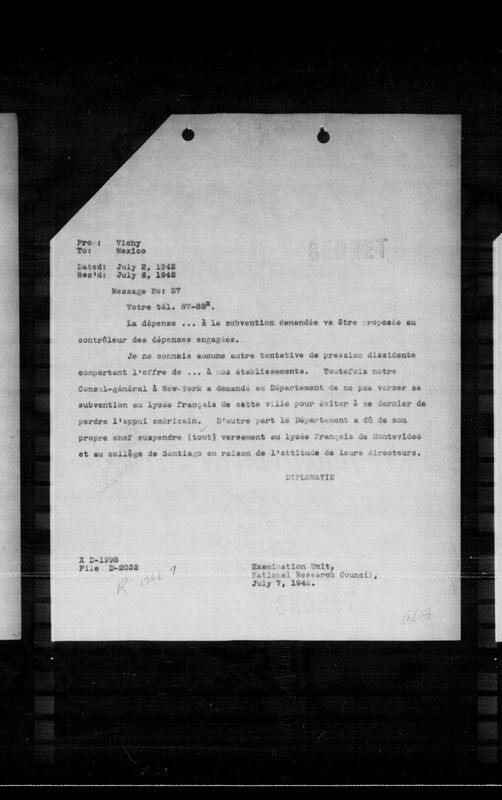 From: Vichy
To: Mexico
SECRET
Dated: July 2, 1942
Rec'd: July 6, 1942
Message No: 87
Votre tél. 87-88X.
La dépense ... à la subvention demandée va être proposée au
contrôleur des dépenses engagées.
Je ne connais aucune autre tentative de pression dissidente
comportant l'offre de ... à nos établissements. Toutefois notre
Consul-général à New-York a demandé au Département de ne pas verser sa
subvention au lycée français de cette ville pour éviter à ce dernier de
perdre l'appui américain. D'autre part le Département a dû de son
propre chef suspendre (tout) versement au lycée français de Montevideo
et au collège de Santiago en raison de l'attitude de leurs directeurs.
DIPLOMATIE
X D-1998
File D-2032
Examination Unit,
National Research Council,
July 7, 1942.